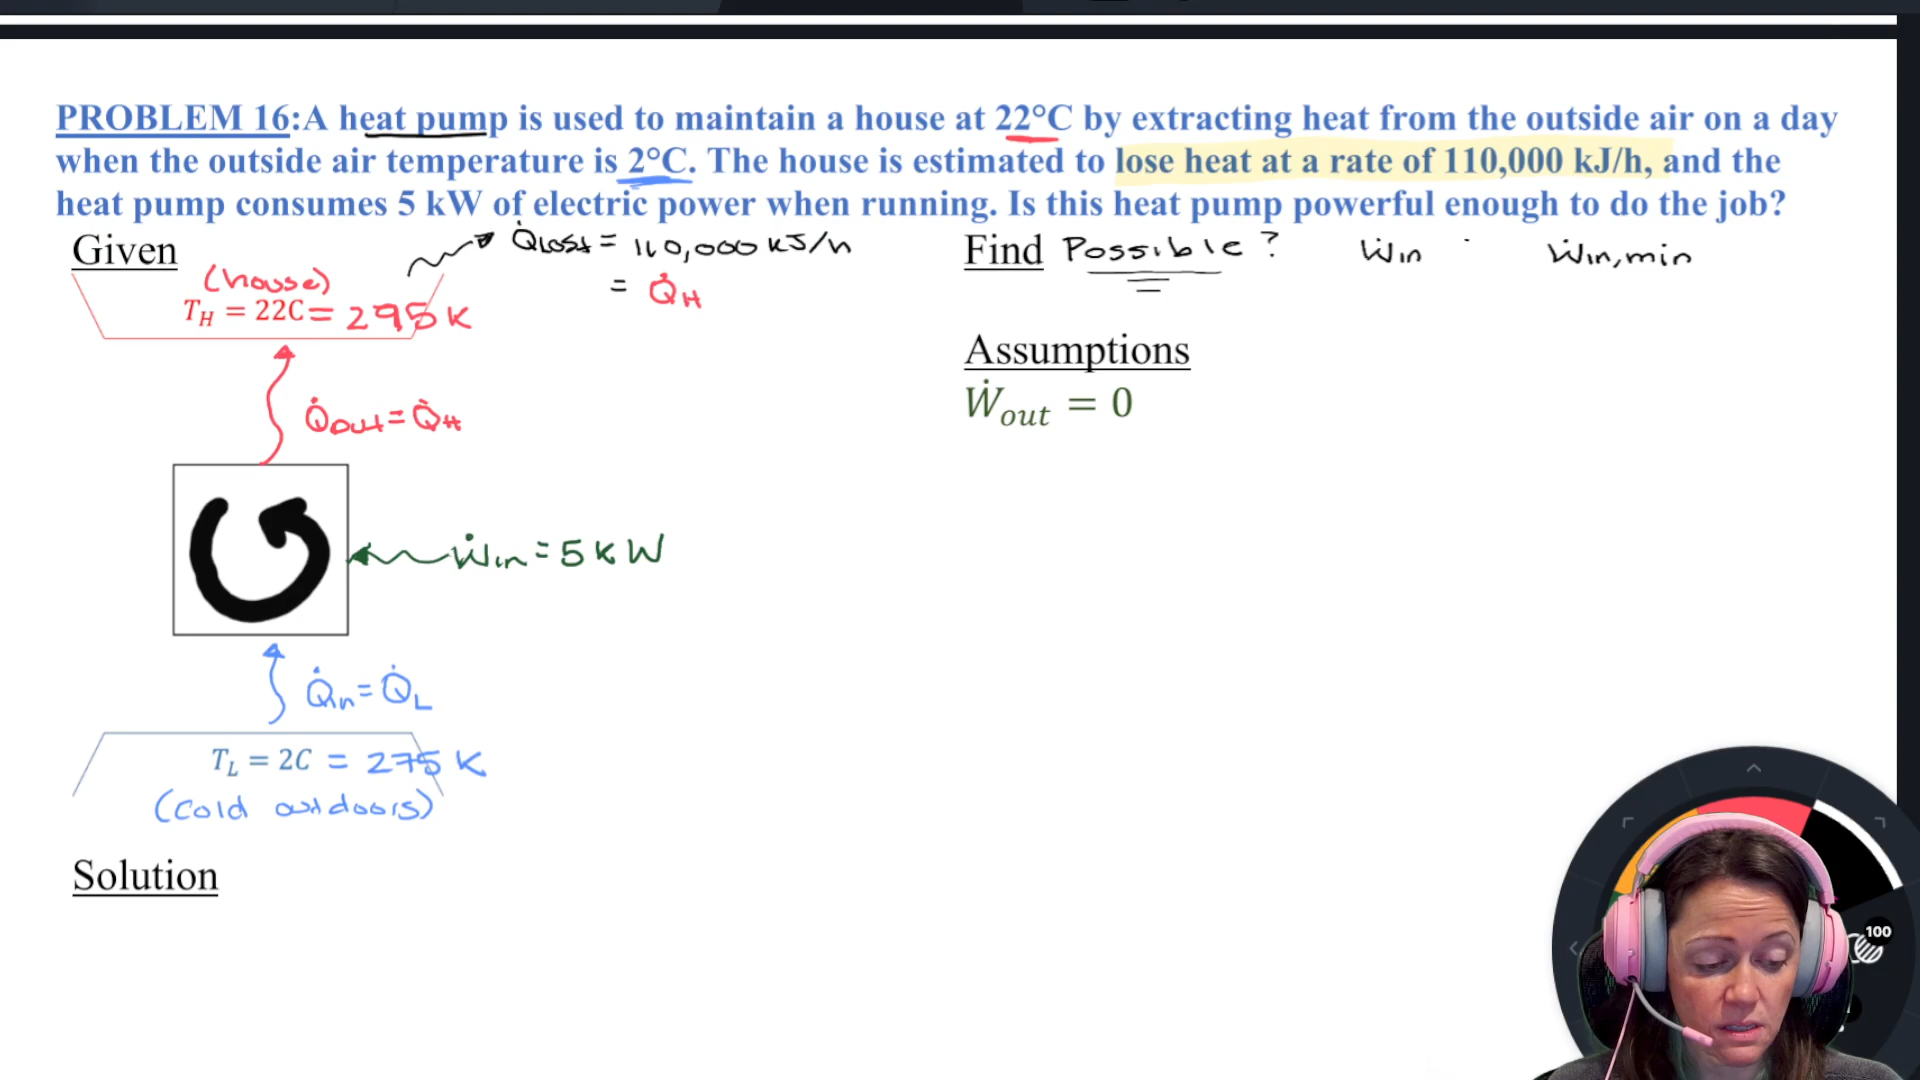 PROBLEM 16:A heat pump is used to maintain a house at 22°C by extracting heat from the outside air on a day
when the outside air temperature is 2°C. The house is estimated to lose heat at a rate of 110,000 kJ/h, and the
heat pump consumes 5 kW of electric power when running. Is this heat pump powerful enough to do the job?
Given
Q̇Lost = 110,000 kJ/h
= Q̇H
(house)
T_H = 22C = 295 K
Q̇out = Q̇H
Ẇin = 5 kW
Q̇in = Q̇L
T_L = 2C = 275 K
(cold outdoors)
Solution
Find Possible? Ẇin Ẇin,min
Assumptions
Ẇ_out = 0
100